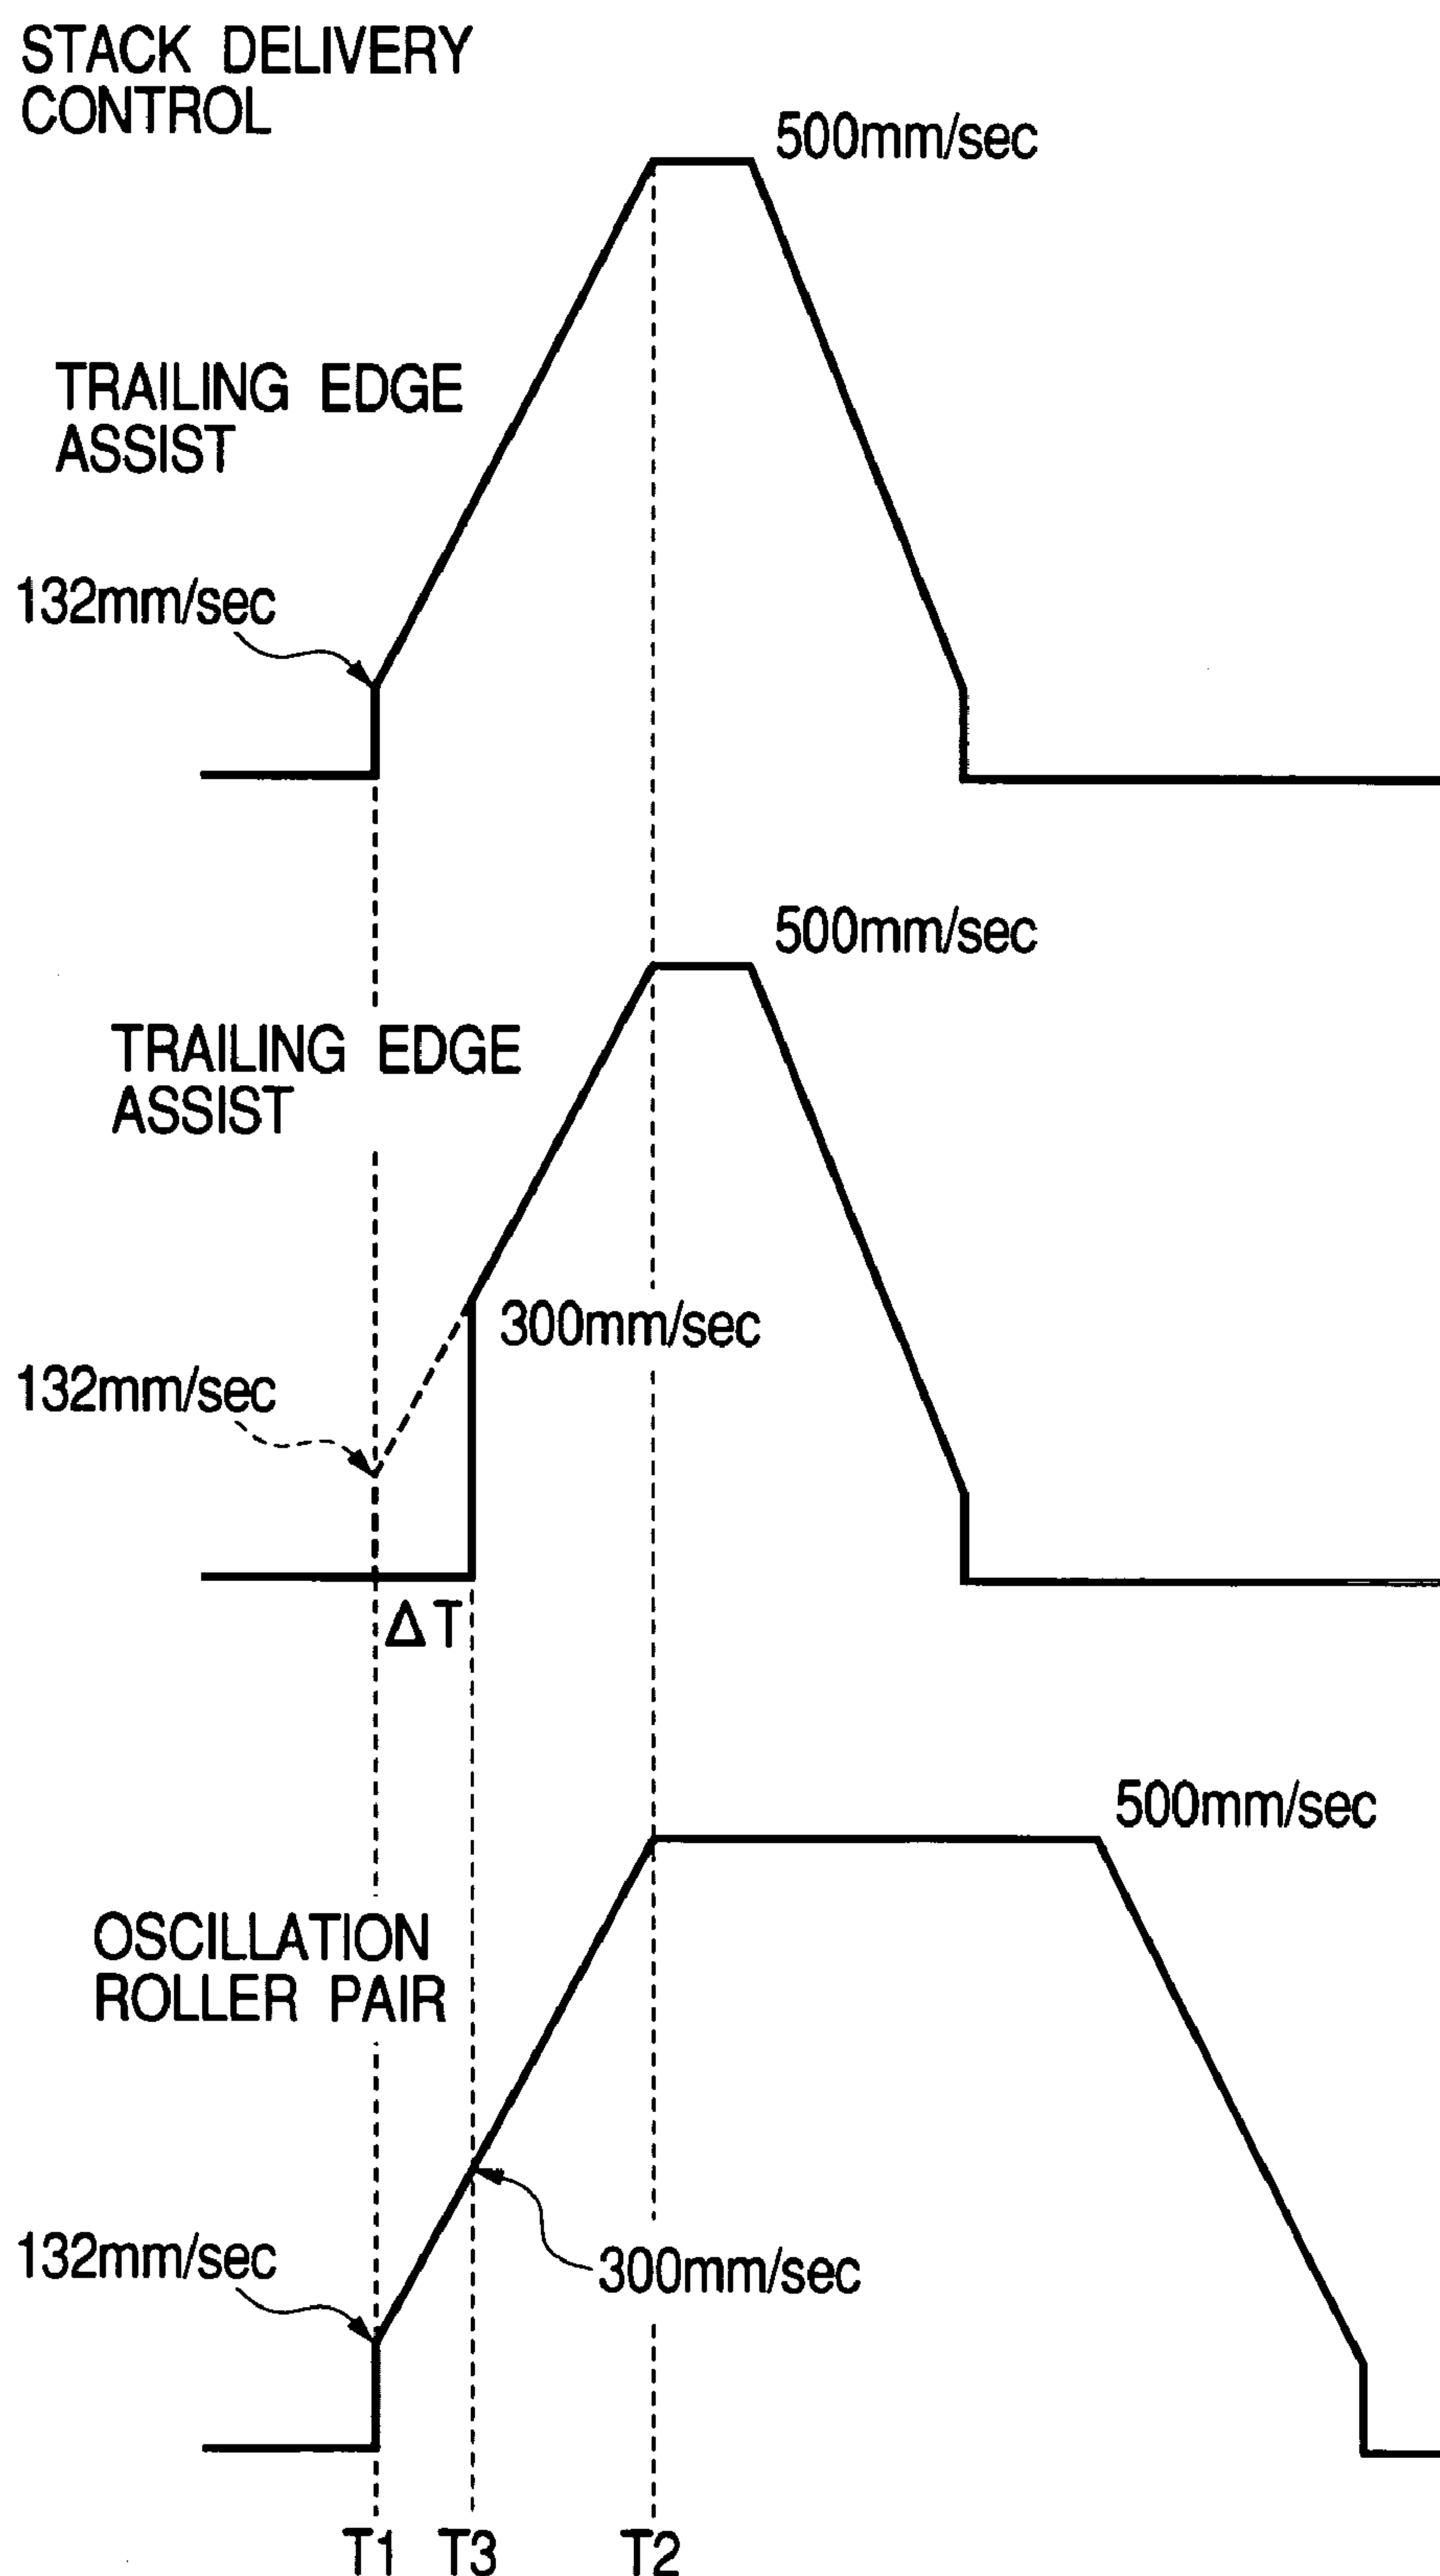 STACK DELIVERY
CONTROL
500mm/sec
TRAILING EDGE
ASSIST
132mm/sec
500mm/sec
TRAILING EDGE
ASSIST
300mm/sec
132mm/sec
ΔT
500mm/sec
OSCILLATION
ROLLER PAIR
132mm/sec
300mm/sec
T1 T3 T2